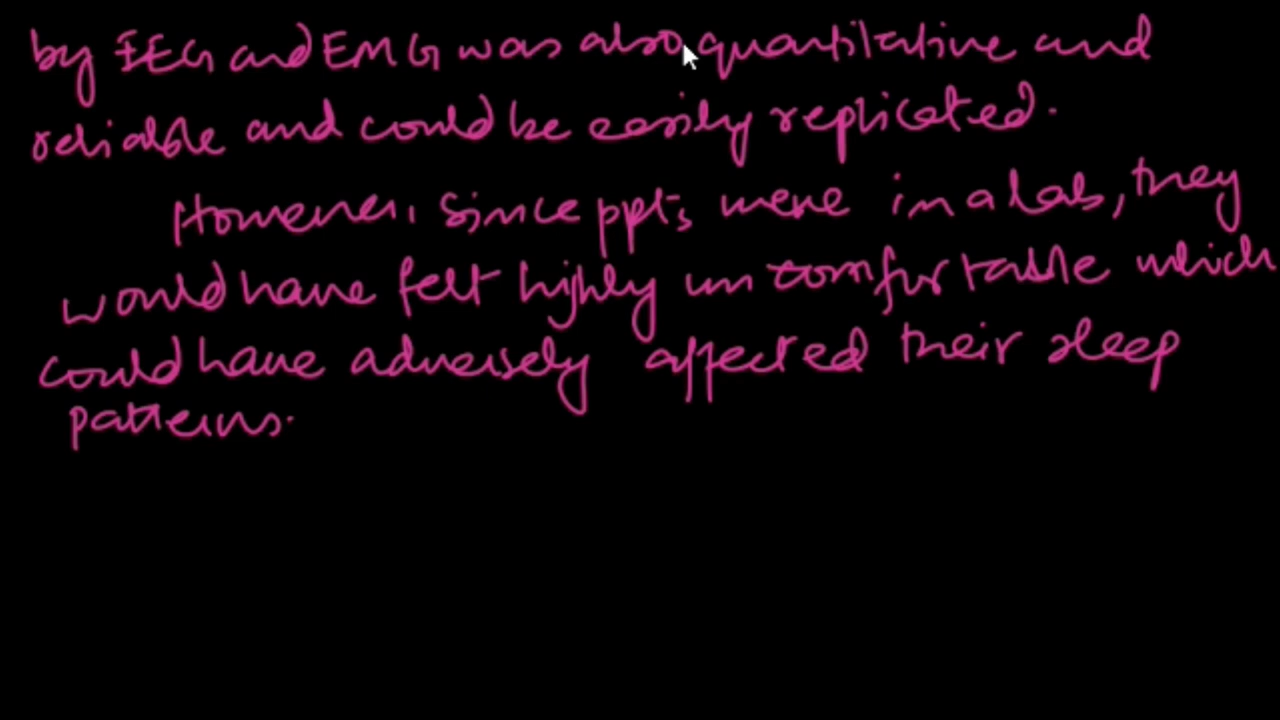 by EEG and EMG was also quantitative and
reliable and could be easily replicated.
However, since ppts were in a lab, they
would have felt highly uncomfortable which
could have adversely affected their sleep
patterns.